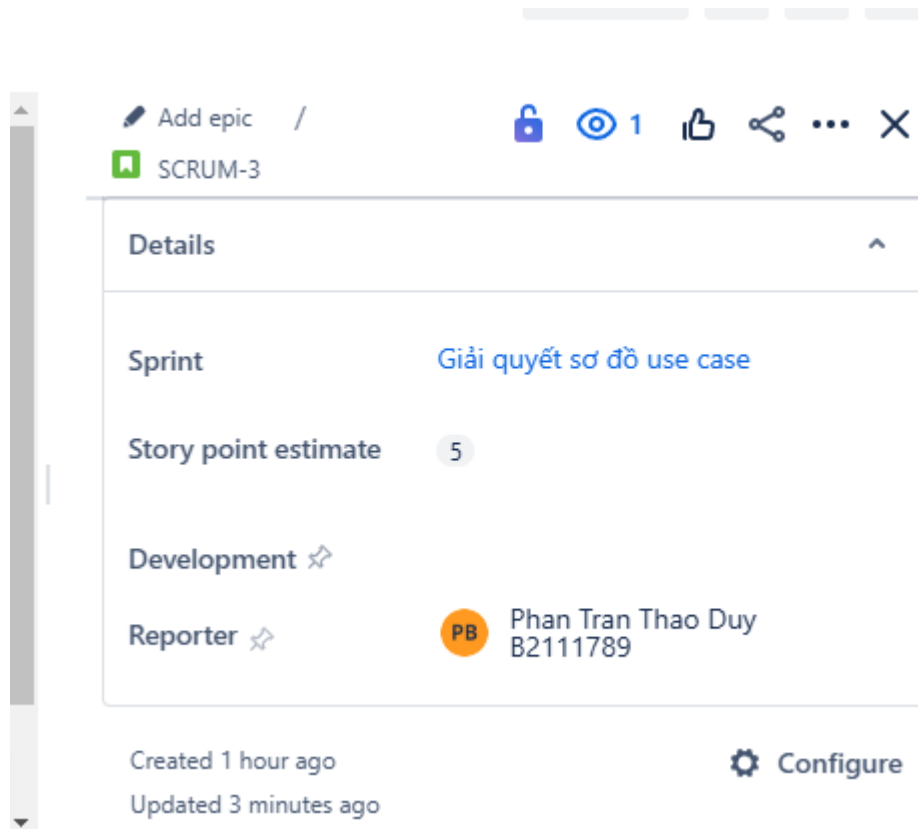 Add epic /
1
SCRUM-3
Details
Sprint
Giải quyết sơ đồ use case
Story point estimate
5
Development
Reporter
PB
Phan Tran Thao Duy
B2111789
Created 1 hour ago
Configure
Updated 3 minutes ago